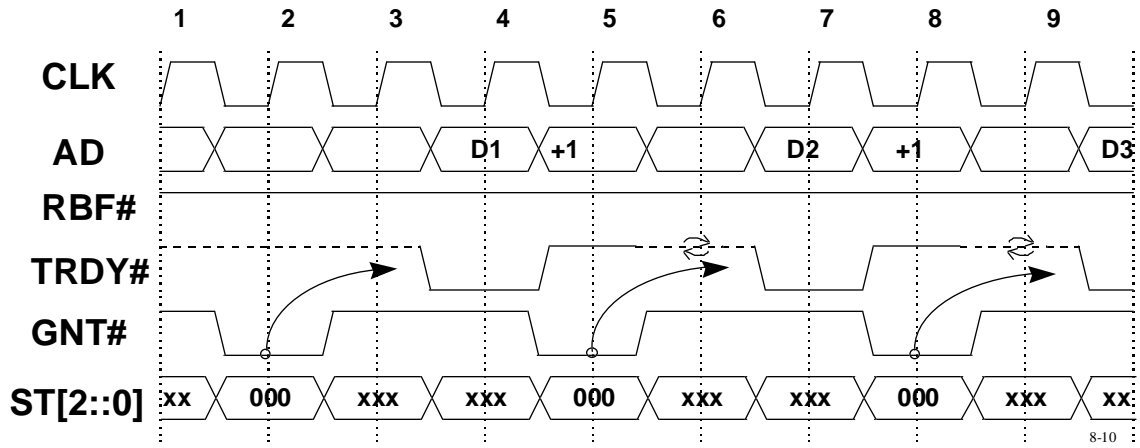 1 2 3 4 5 6 7 8 9
CLK
AD D1 +1 D2 +1 D3
RBF#
TRDY#
GNT#
ST[2::0] xx 000 xxx xxx 000 xxx xxx 000 xxx xx
8-10